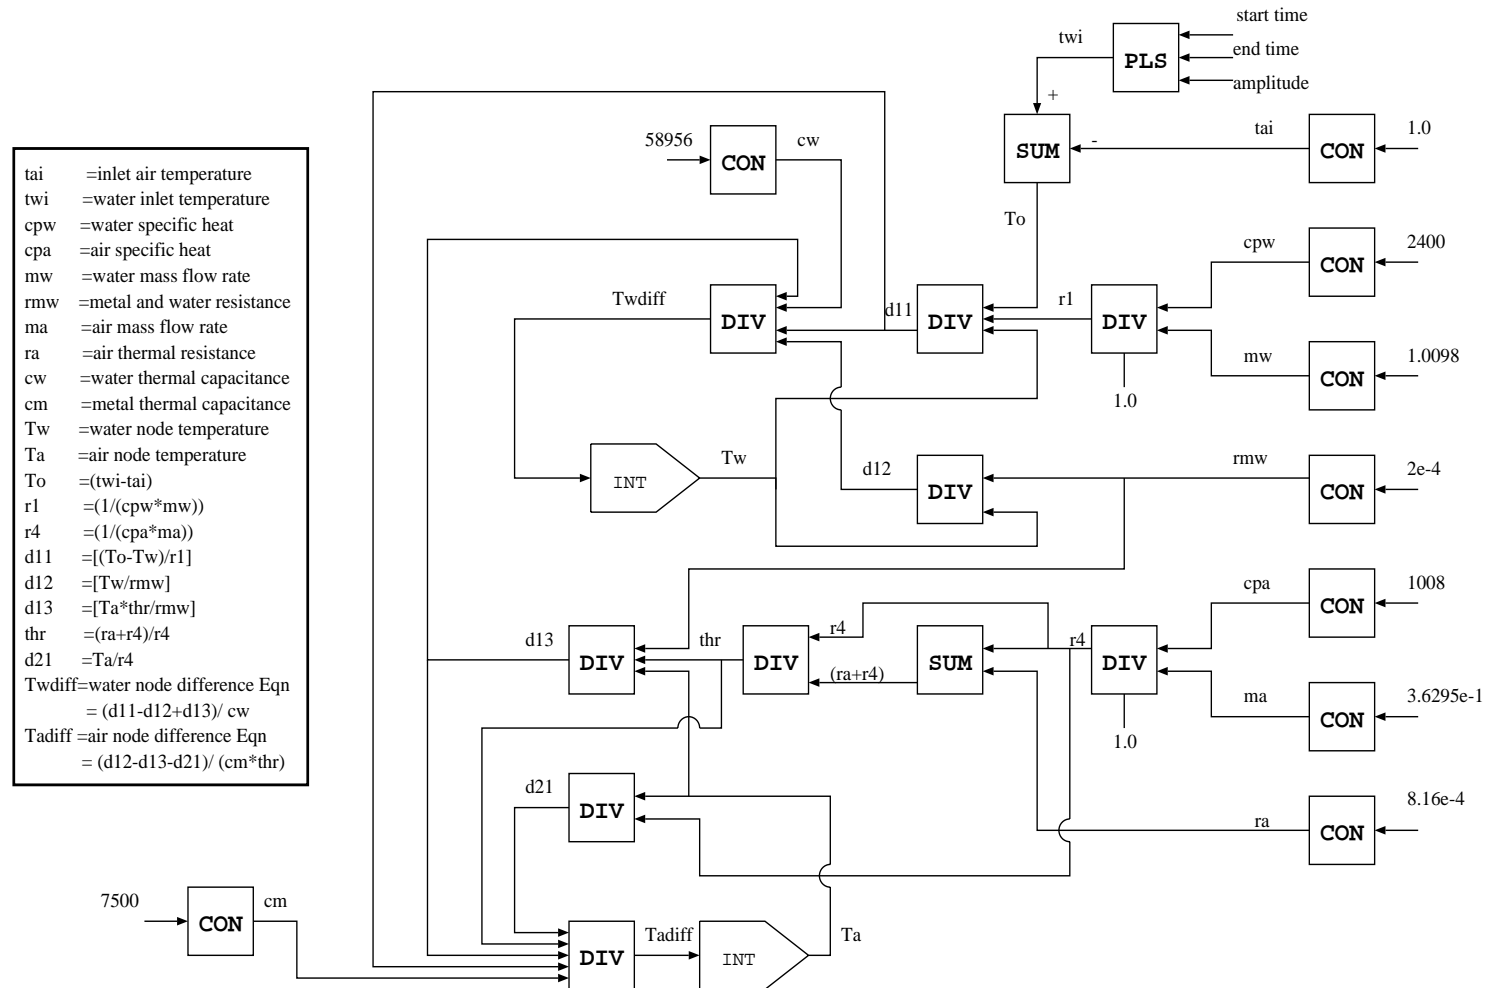 start time
twi
PLS
end time
amplitude
+
58956
cw
CON
SUM
-
tai
CON
1.0
To
tai =inlet air temperature
twi =water inlet temperature
cpw =water specific heat
cpa =air specific heat
mw =water mass flow rate
rmw =metal and water resistance
ma =air mass flow rate
ra =air thermal resistance
cw =water thermal capacitance
cm =metal thermal capacitance
Tw =water node temperature
Ta =air node temperature
To =(twi-tai)
r1 =(1/(cpw*mw))
r4 =(1/(cpa*ma))
d11 =[(To-Tw)/r1]
d12 =[Tw/rmw]
d13 =[Ta*thr/rmw]
thr =(ra+r4)/r4
d21 =Ta/r4
Twdiff=water node difference Eqn
= (d11-d12+d13)/ cw
Tadiff =air node difference Eqn
= (d12-d13-d21)/ (cm*thr)
cpw
CON
2400
Twdiff
DIV
d11
DIV
r1
DIV
mw
CON
1.0098
1.0
INT
Tw
d12
DIV
rmw
CON
2e-4
cpa
CON
1008
d13
DIV
thr
DIV
r4
(ra+r4)
SUM
r4
DIV
ma
CON
3.6295e-1
1.0
d21
DIV
ra
CON
8.16e-4
7500
CON
cm
DIV
Tadiff
INT
Ta